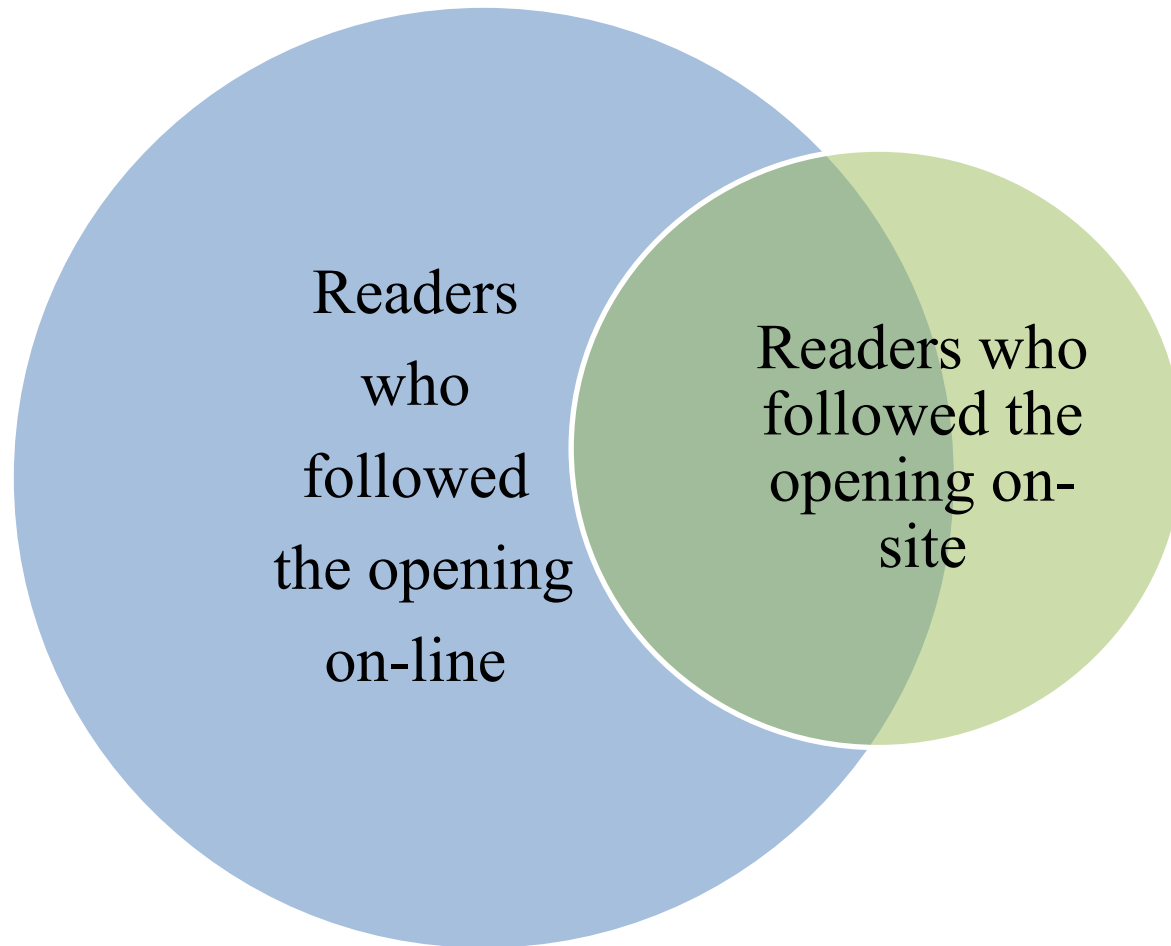 Readers
who
followed
the opening
on-line
Readers who
followed the
opening on-
site